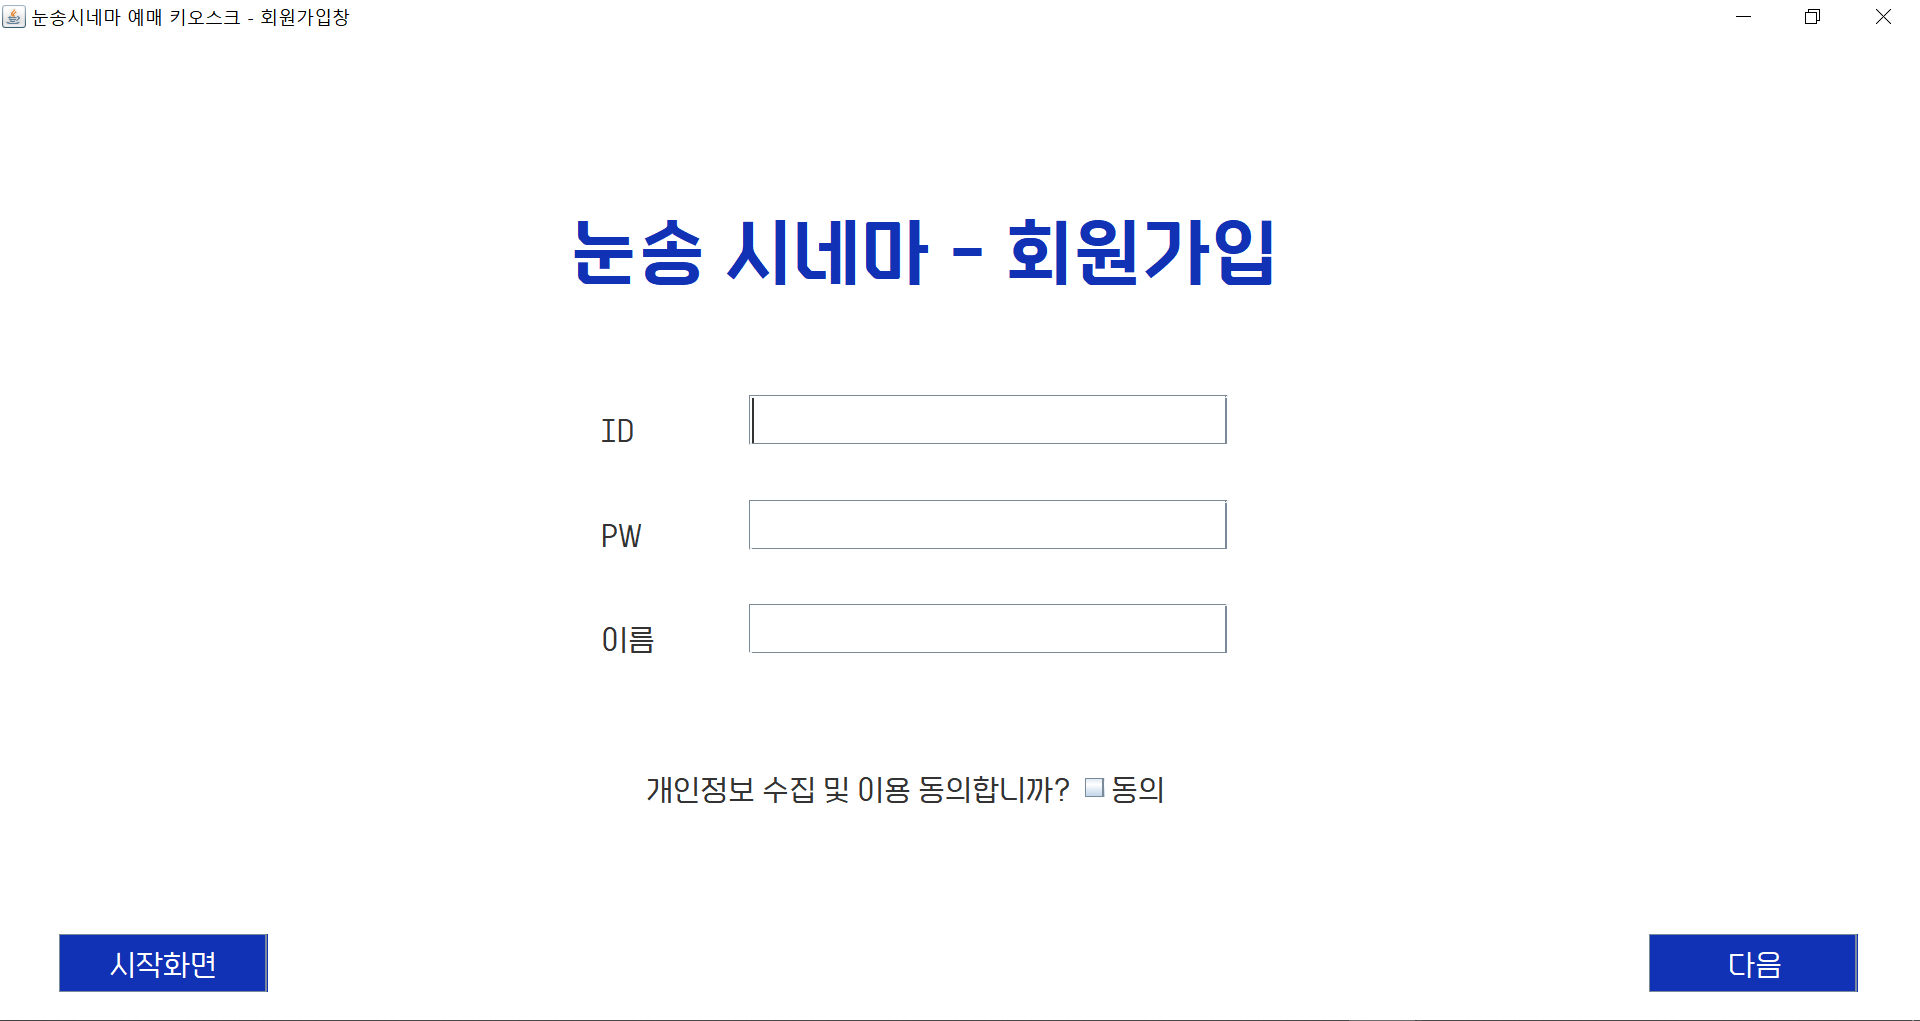 눈송시네마 예매 키오스크 - 회원가입창
눈송 시네마 - 회원가입
ID
PW
이름
개인정보 수집 및 이용 동의합니까? 동의
시작화면
다음